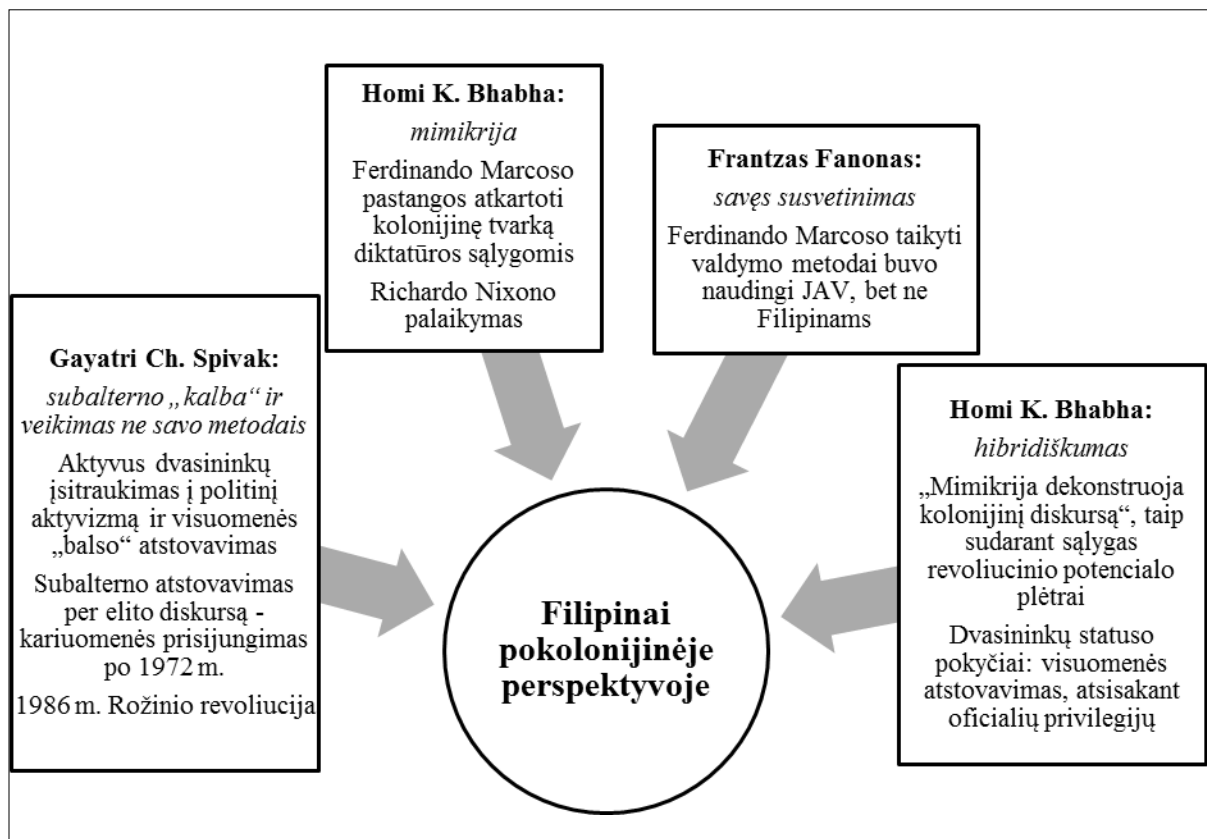 Gayatri Ch. Spivak:
subalterno „kalba“ ir
veikimas ne savo metodais
Aktyvus dvasininkų
įsitraukimas į politinį
aktyvizmą ir visuomenės
„balso“ atstovavimas
Subalterno atstovavimas
per elito diskursą -
kariuomenės prisijungimas
po 1972 m.
1986 m. Rožinio revoliucija
Homi K. Bhabha:
mimikrija
Ferdinando Marcoso
pastangos atkartoti
kolonijinę tvarką
diktatūros sąlygomis
Richardo Nixono
palaikymas
Frantzas Fanonas:
savęs susvetinimas
Ferdinando Marcoso taikyti
valdymo metodai buvo
naudingi JAV, bet ne
Filipinams
Homi K. Bhabha:
hibridiškumas
„Mimikrija dekonstruoja
kolonijinį diskursą“, taip
sudarant sąlygas
revoliucinio potencialo
plėtrai
Dvasininkų statuso
pokyčiai: visuomenės
atstovavimas, atsisakant
oficialių privilegijų
Filipinai
pokolonijinėje
perspektyvoje